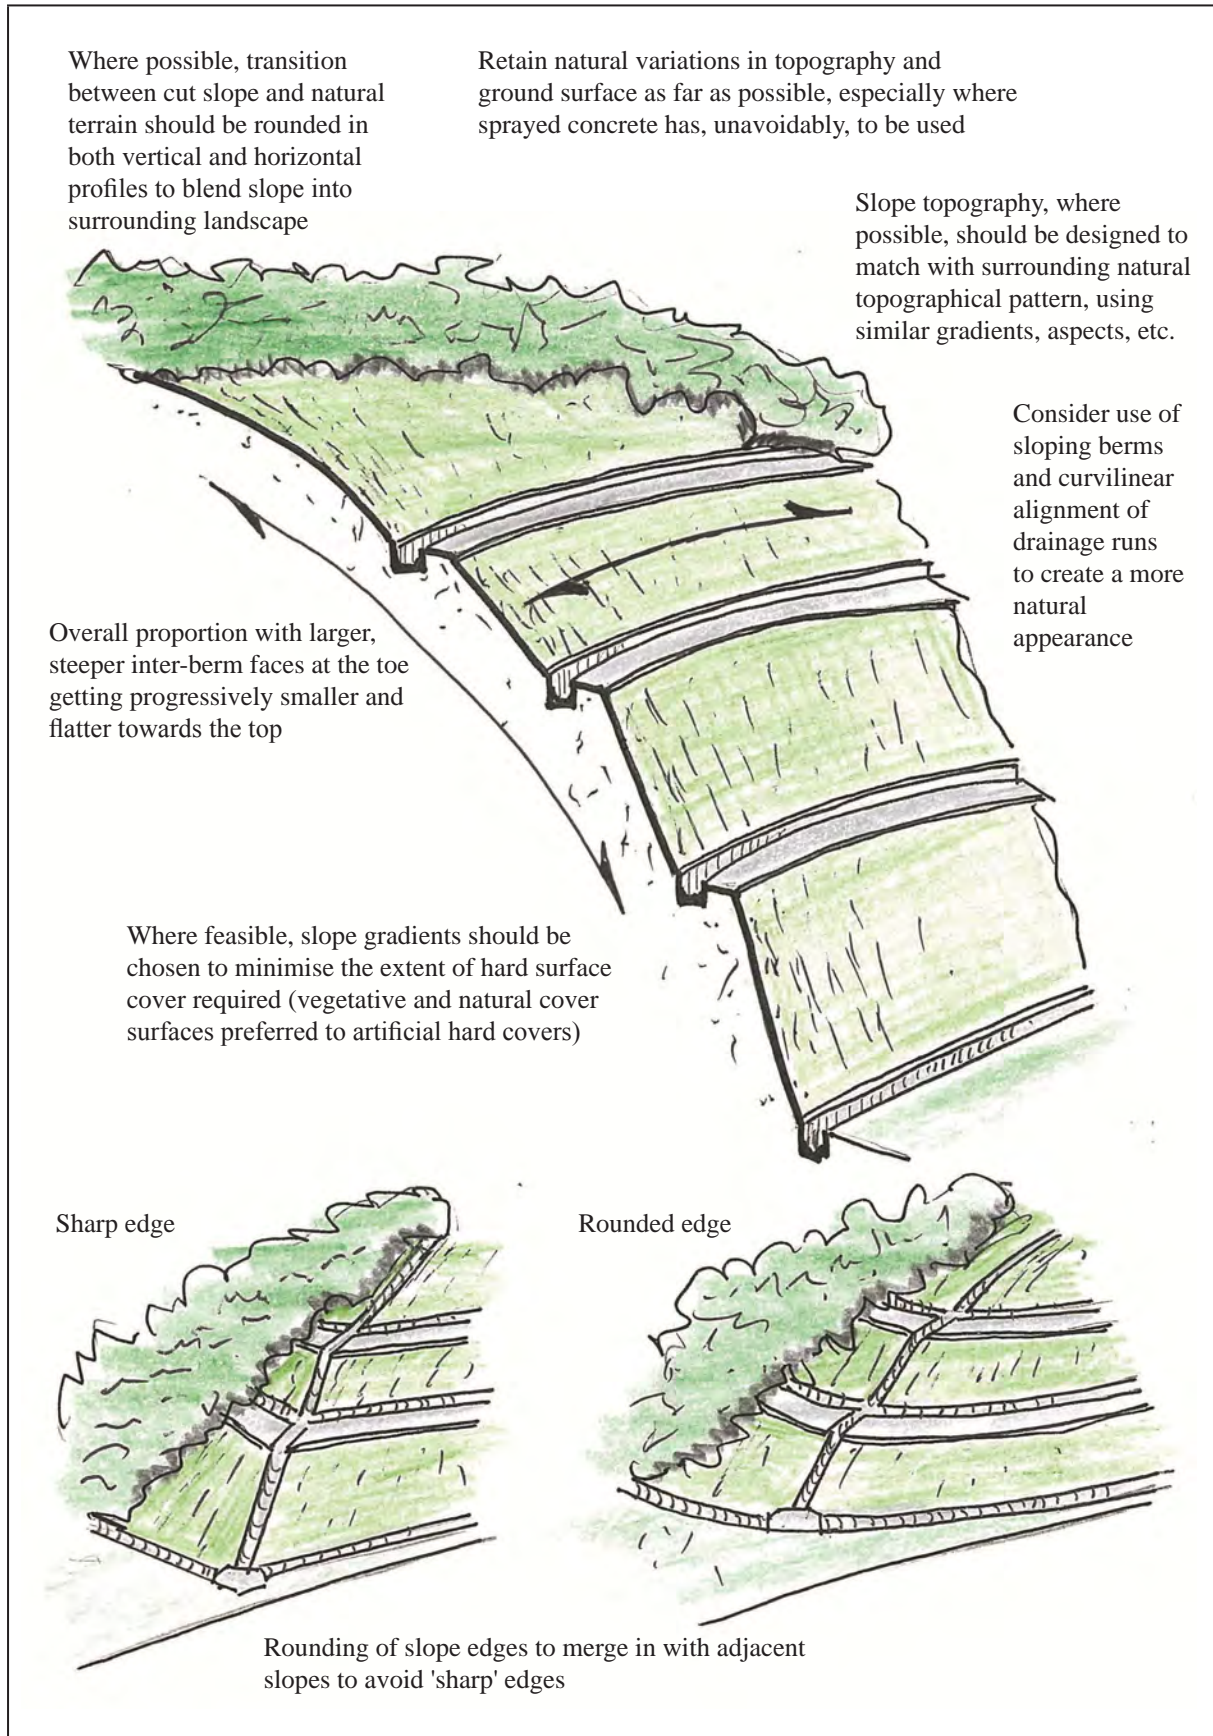 Where possible, transition
between cut slope and natural
terrain should be rounded in
both vertical and horizontal
profiles to blend slope into
surrounding landscape
Retain natural variations in topography and
ground surface as far as possible, especially where
sprayed concrete has, unavoidably, to be used
Slope topography, where
possible, should be designed to
match with surrounding natural
topographical pattern, using
similar gradients, aspects, etc.
Consider use of
sloping berms
and curvilinear
alignment of
drainage runs
to create a more
natural
appearance
Overall proportion with larger,
steeper inter-berm faces at the toe
getting progressively smaller and
flatter towards the top
Where feasible, slope gradients should be
chosen to minimise the extent of hard surface
cover required (vegetative and natural cover
surfaces preferred to artificial hard covers)
Sharp edge
Rounded edge
Rounding of slope edges to merge in with adjacent
slopes to avoid 'sharp' edges